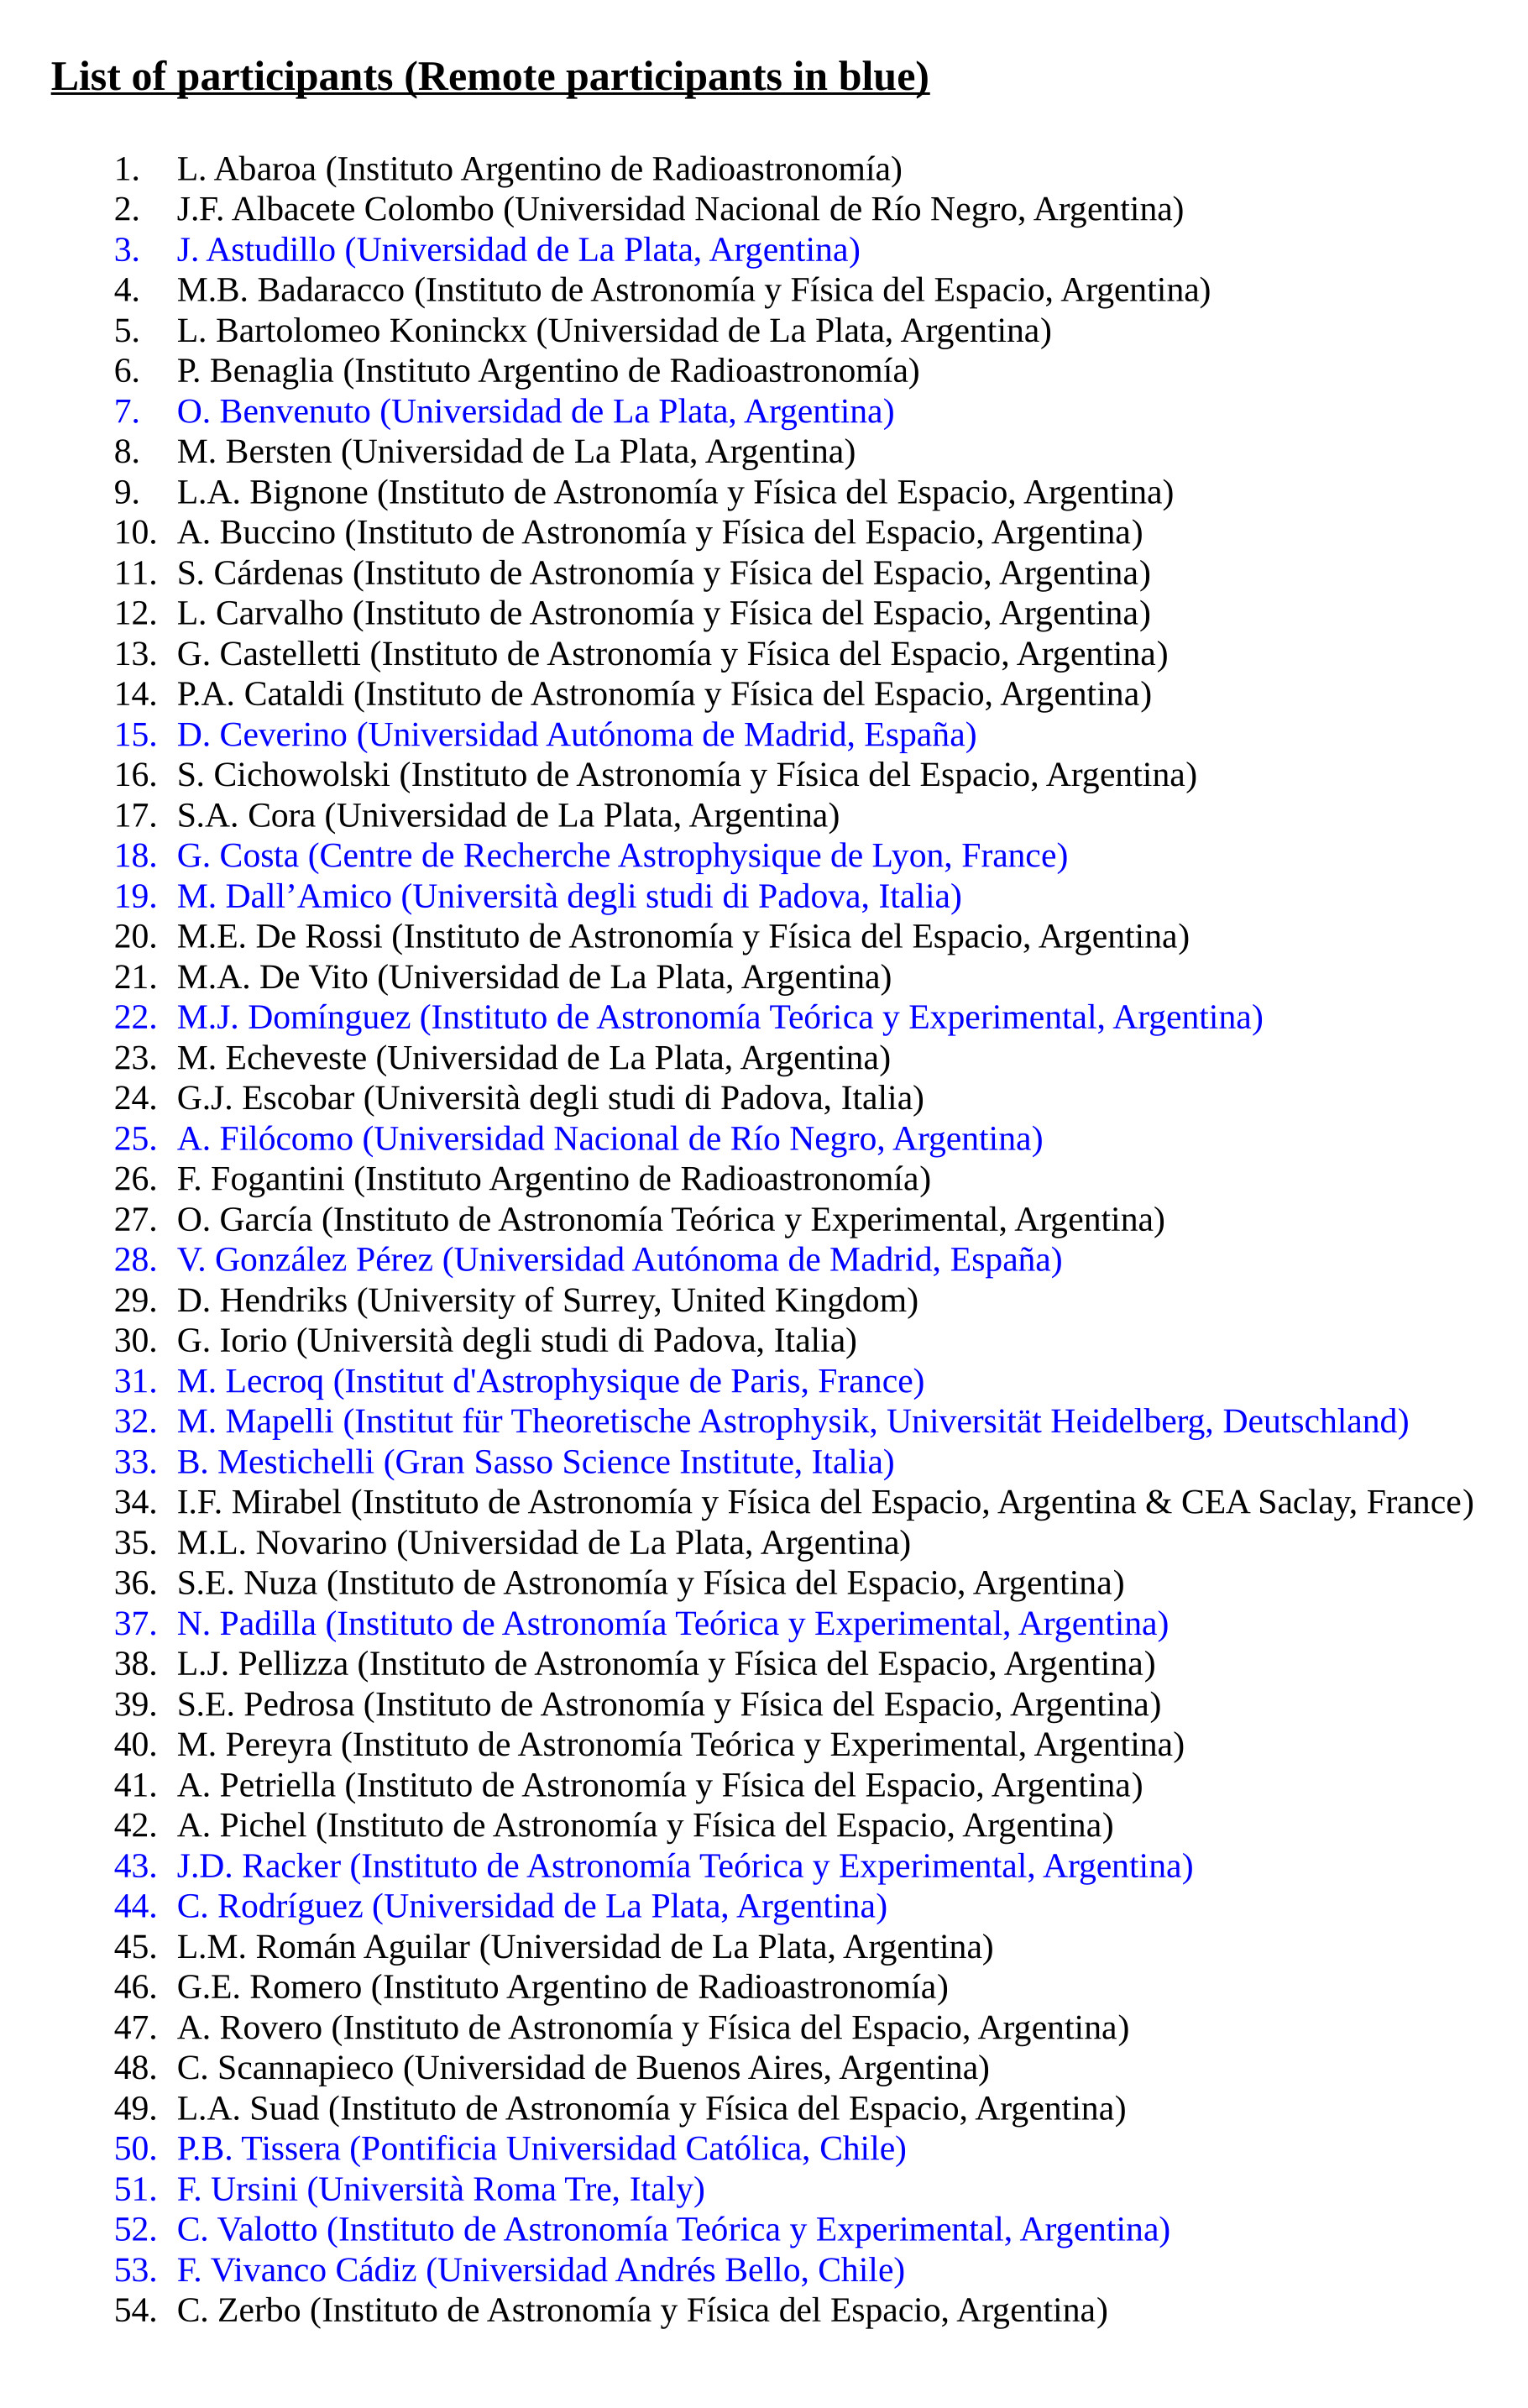 List of participants (Remote participants in blue)
1. L. Abaroa (Instituto Argentino de Radioastronomía)
2. J.F. Albacete Colombo (Universidad Nacional de Río Negro, Argentina)
3. J. Astudillo (Universidad de La Plata, Argentina)
4. M.B. Badaracco (Instituto de Astronomía y Física del Espacio, Argentina)
5. L. Bartolomeo Koninckx (Universidad de La Plata, Argentina)
6. P. Benaglia (Instituto Argentino de Radioastronomía)
7. O. Benvenuto (Universidad de La Plata, Argentina)
8. M. Bersten (Universidad de La Plata, Argentina)
9. L.A. Bignone (Instituto de Astronomía y Física del Espacio, Argentina)
10. A. Buccino (Instituto de Astronomía y Física del Espacio, Argentina)
11. S. Cárdenas (Instituto de Astronomía y Física del Espacio, Argentina)
12. L. Carvalho (Instituto de Astronomía y Física del Espacio, Argentina)
13. G. Castelletti (Instituto de Astronomía y Física del Espacio, Argentina)
14. P.A. Cataldi (Instituto de Astronomía y Física del Espacio, Argentina)
15. D. Ceverino (Universidad Autónoma de Madrid, España)
16. S. Cichowolski (Instituto de Astronomía y Física del Espacio, Argentina)
17. S.A. Cora (Universidad de La Plata, Argentina)
18. G. Costa (Centre de Recherche Astrophysique de Lyon, France)
19. M. Dall’Amico (Università degli studi di Padova, Italia)
20. M.E. De Rossi (Instituto de Astronomía y Física del Espacio, Argentina)
21. M.A. De Vito (Universidad de La Plata, Argentina)
22. M.J. Domínguez (Instituto de Astronomía Teórica y Experimental, Argentina)
23. M. Echeveste (Universidad de La Plata, Argentina)
24. G.J. Escobar (Università degli studi di Padova, Italia)
25. A. Filócomo (Universidad Nacional de Río Negro, Argentina)
26. F. Fogantini (Instituto Argentino de Radioastronomía)
27. O. García (Instituto de Astronomía Teórica y Experimental, Argentina)
28. V. González Pérez (Universidad Autónoma de Madrid, España)
29. D. Hendriks (University of Surrey, United Kingdom)
30. G. Iorio (Università degli studi di Padova, Italia)
31. M. Lecroq (Institut d'Astrophysique de Paris, France)
32. M. Mapelli (Institut für Theoretische Astrophysik, Universität Heidelberg, Deutschland)
33. B. Mestichelli (Gran Sasso Science Institute, Italia)
34. I.F. Mirabel (Instituto de Astronomía y Física del Espacio, Argentina & CEA Saclay, France)
35. M.L. Novarino (Universidad de La Plata, Argentina)
36. S.E. Nuza (Instituto de Astronomía y Física del Espacio, Argentina)
37. N. Padilla (Instituto de Astronomía Teórica y Experimental, Argentina)
38. L.J. Pellizza (Instituto de Astronomía y Física del Espacio, Argentina)
39. S.E. Pedrosa (Instituto de Astronomía y Física del Espacio, Argentina)
40. M. Pereyra (Instituto de Astronomía Teórica y Experimental, Argentina)
41. A. Petriella (Instituto de Astronomía y Física del Espacio, Argentina)
42. A. Pichel (Instituto de Astronomía y Física del Espacio, Argentina)
43. J.D. Racker (Instituto de Astronomía Teórica y Experimental, Argentina)
44. C. Rodríguez (Universidad de La Plata, Argentina)
45. L.M. Román Aguilar (Universidad de La Plata, Argentina)
46. G.E. Romero (Instituto Argentino de Radioastronomía)
47. A. Rovero (Instituto de Astronomía y Física del Espacio, Argentina)
48. C. Scannapieco (Universidad de Buenos Aires, Argentina)
49. L.A. Suad (Instituto de Astronomía y Física del Espacio, Argentina)
50. P.B. Tissera (Pontificia Universidad Católica, Chile)
51. F. Ursini (Università Roma Tre, Italy)
52. C. Valotto (Instituto de Astronomía Teórica y Experimental, Argentina)
53. F. Vivanco Cádiz (Universidad Andrés Bello, Chile)
54. C. Zerbo (Instituto de Astronomía y Física del Espacio, Argentina)